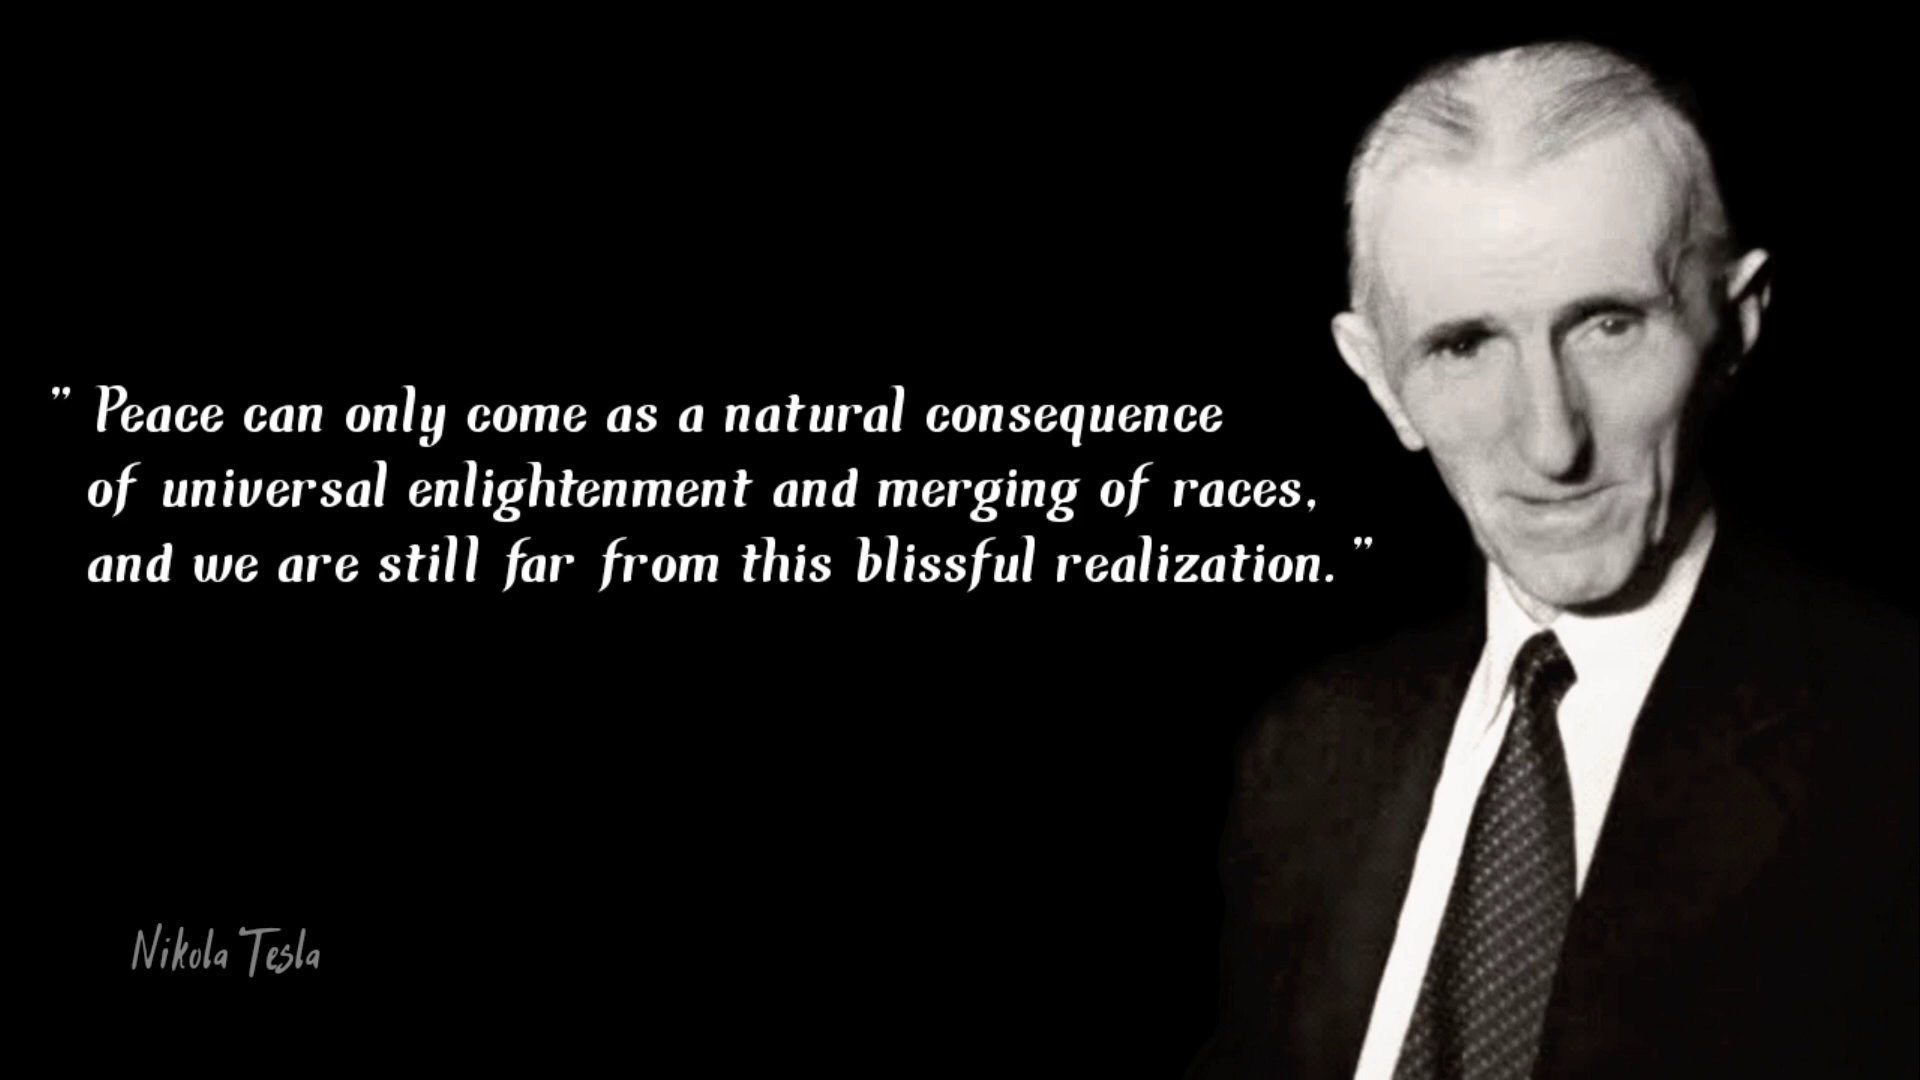 " Peace can only come as a natural consequence
of universal enlightenment and merging of races,
and we are still far from this blissful realization. "
Nikola Tesla